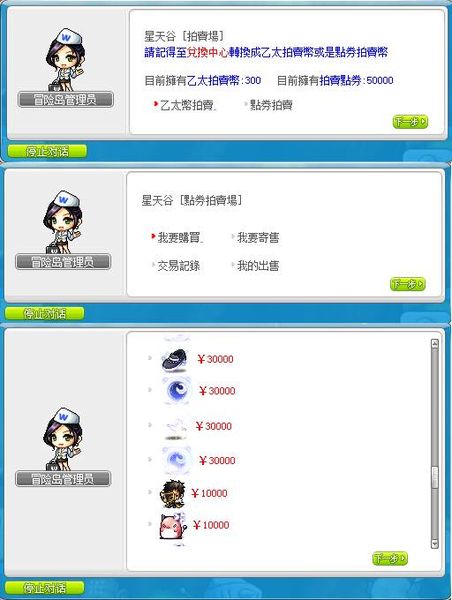 星天谷 [拍賣場]
請記得至兌換中心轉換成乙太拍賣幣或是點券拍賣幣
目前擁有乙太拍賣幣:300 目前擁有拍賣點券:50000
乙太幣拍賣 點券拍賣
W
冒险岛管理员
下一步
停止对话
星天谷 [點券拍賣場]
我要購買 我要寄售
交易記錄 我的出售
W
冒险岛管理员
下一步
停止对话
¥30000
¥30000
¥30000
¥30000
¥10000
¥10000
W
冒险岛管理员
下一步
停止对话